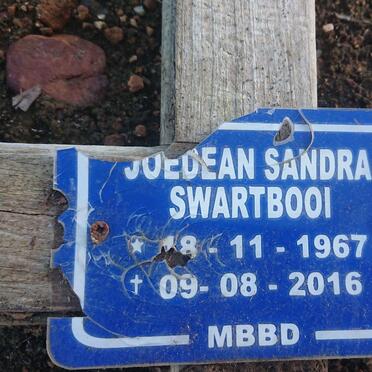 JOEDEAN SANDRA
SWARTBOOI
* 18 - 11 - 1967
† 09- 08 - 2016
MBBD